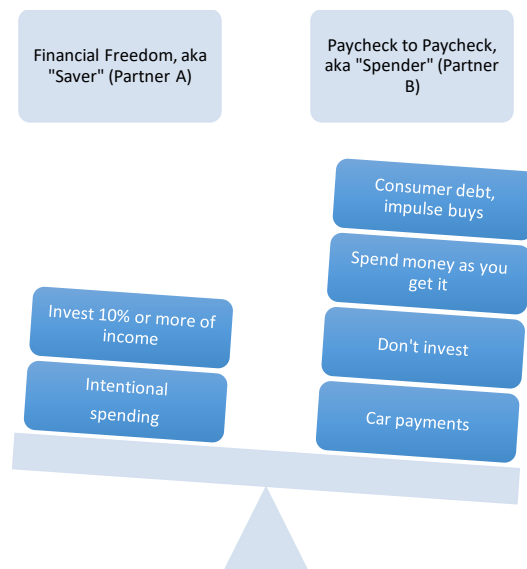 Financial Freedom, aka
"Saver" (Partner A)
Paycheck to Paycheck,
aka "Spender" (Partner
B)
Consumer debt,
impulse buys
Spend money as you
get it
Invest 10% or more of
income
Don't invest
Intentional
spending
Car payments